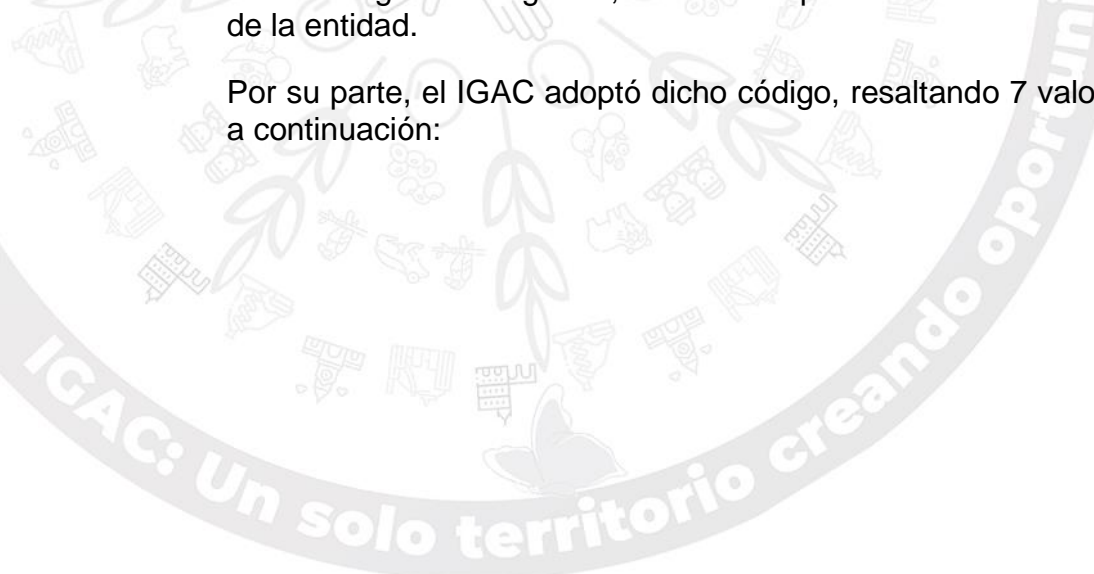 de la entidad.
Por su parte, el IGAC adoptó dicho código, resaltando 7 valo
a continuación:
IGAC: Un solo territorio creando oportuni